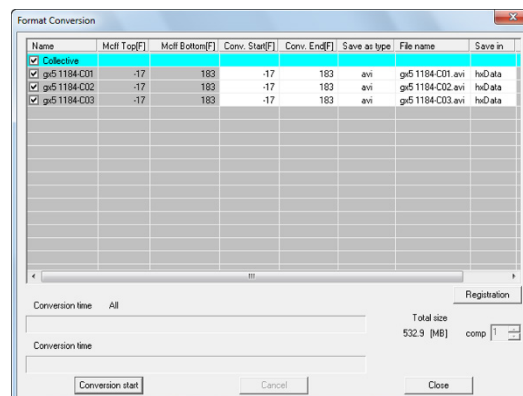 Format Conversion
Name Mcff Top[F] Mcff Bottom[F] Conv. Start[F] Conv. End[F] Save as type File name Save in
Collective
gx5 1184-C01 -17 183 -17 183 avi gx5 1184-C01.avi hxData
gx5 1184-C02 -17 183 -17 183 avi gx5 1184-C02.avi hxData
gx5 1184-C03 -17 183 -17 183 avi gx5 1184-C03.avi hxData
Registration
Conversion time All
Total size
532.9 [MB] comp 1
Conversion time
Conversion start Cancel Close